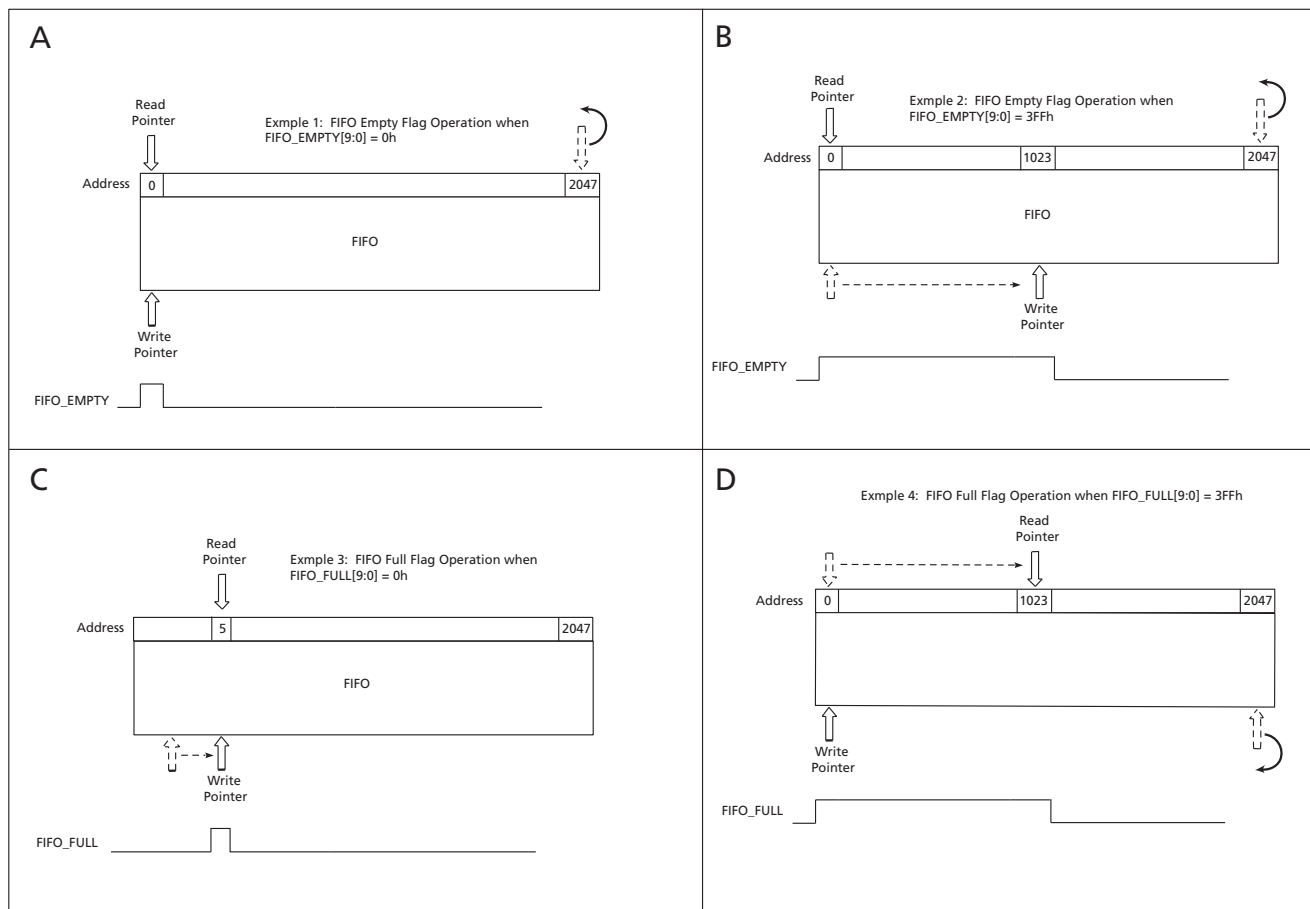 A
Read
Pointer
Exmple 1: FIFO Empty Flag Operation when
FIFO_EMPTY[9:0] = 0h
Address
0
2047
FIFO
Write
Pointer
FIFO_EMPTY
B
Read
Pointer
Exmple 2: FIFO Empty Flag Operation when
FIFO_EMPTY[9:0] = 3FFh
Address
0
1023
2047
FIFO
Write
Pointer
FIFO_EMPTY
C
Read
Pointer
Exmple 3: FIFO Full Flag Operation when
FIFO_FULL[9:0] = 0h
Address
5
2047
FIFO
Write
Pointer
FIFO_FULL
D
Exmple 4: FIFO Full Flag Operation when FIFO_FULL[9:0] = 3FFh
Read
Pointer
Address
0
1023
2047
Write
Pointer
FIFO_FULL